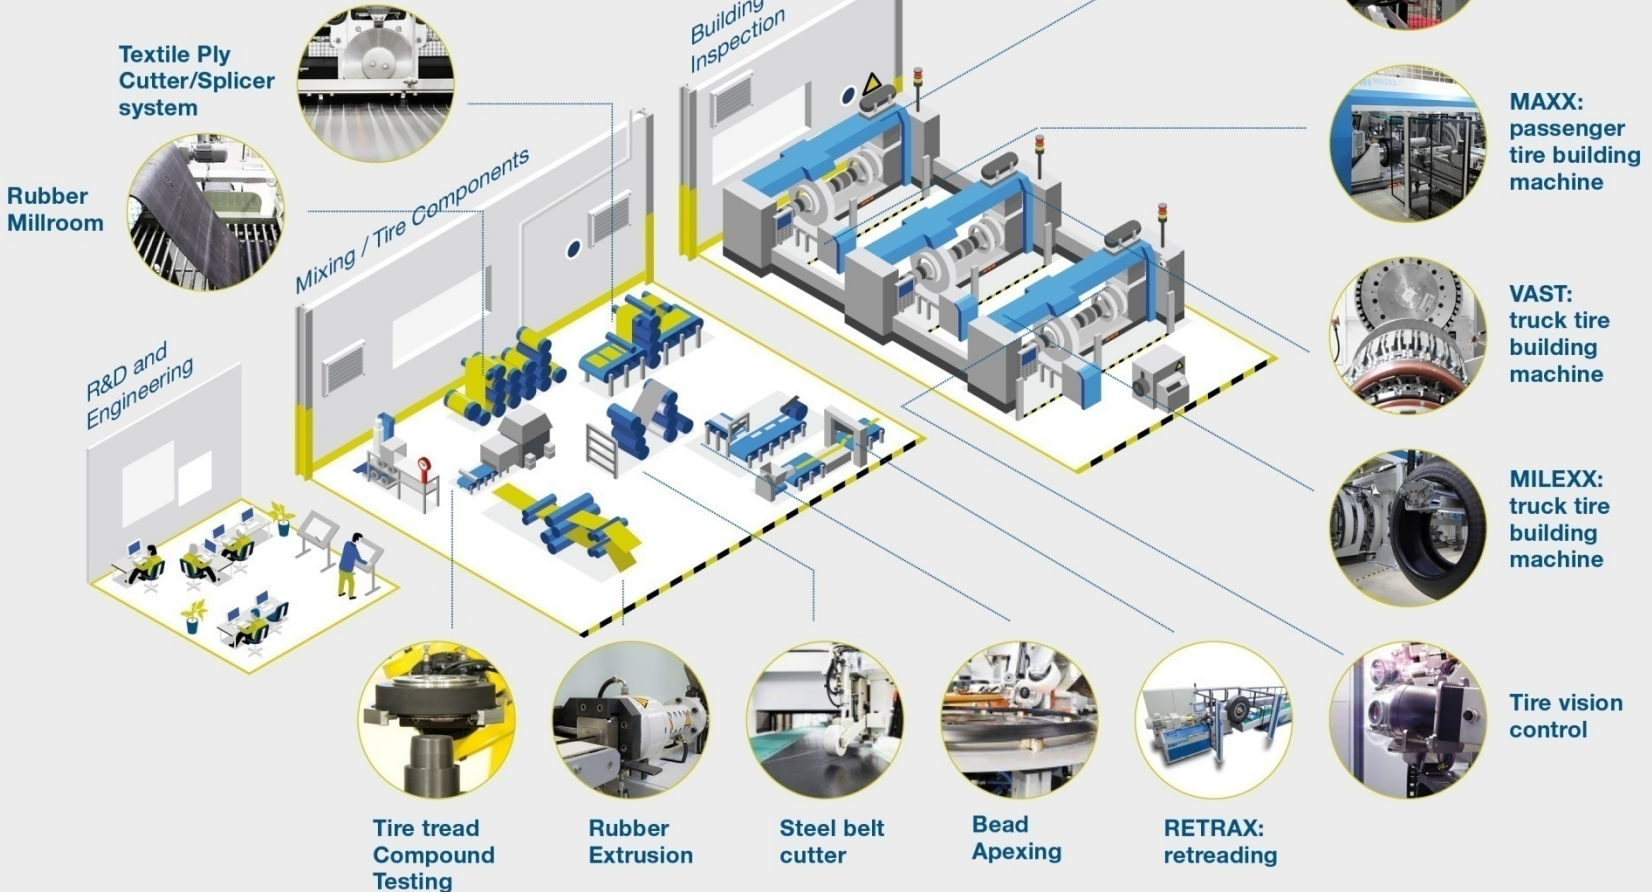 Building
Inspection
Textile Ply
Cutter/Splicer
system
MAXX:
passenger
tire building
machine
Rubber
Millroom
Mixing / Tire Components
VAST:
truck tire
building
machine
R&D and
Engineering
MILEXX:
truck tire
building
machine
Tire vision
control
Tire tread
Compound
Testing
Rubber
Extrusion
Steel belt
cutter
Bead
Apexing
RETRAX:
retreading